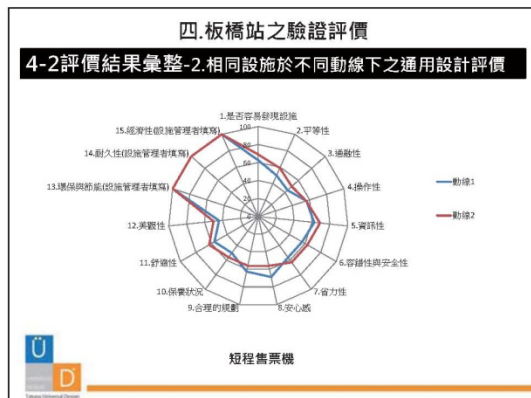 四.板橋站之驗證評價
4-2評價結果彙整-2.相同設施於不同動線下之通用設計評價
1.是否容易發現設施
2.平等性
3.通融性
4.操作性
5.資訊性
6.容錯性與安全性
7.省力性
8.安心感
9.合理的規劃
10.保養狀況
11.舒適性
12.美觀性
13.環保與節能(設施管理者填寫)
14.耐久性(設施管理者填寫)
15.經濟性(設施管理者填寫)
100
80
60
40
20
0
動線1
動線2
短程售票機
Ü
D
Taiwan Universal Design